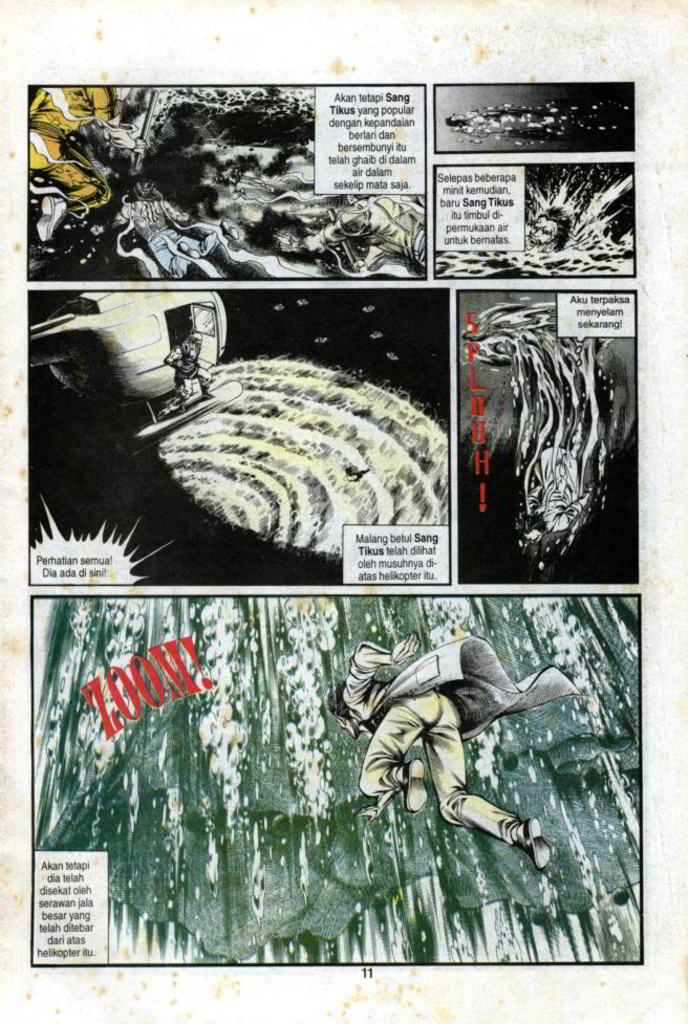 Akan tetapi Sang
Tikus yang popular
dengan kepandaian
berlari dan
bersembunyi itu
telah ghaib di dalam
air dalam
sekelip mata saja.
Selepas beberapa
minit kemudian,
baru Sang Tikus
itu timbul di-
permukaan air
untuk bernafas.
Perhatian semua!
Dia ada di sini!
Malang betul Sang
Tikus telah dilihat
oleh musuhnya di-
atas helikopter itu.
Aku terpaksa
menyelam
sekarang!
SPLOUH!
ZOOM!
Akan tetapi
dia telah
disekat oleh
serawan jala
besar yang
telah ditebar
dari atas
helikopter itu.
11